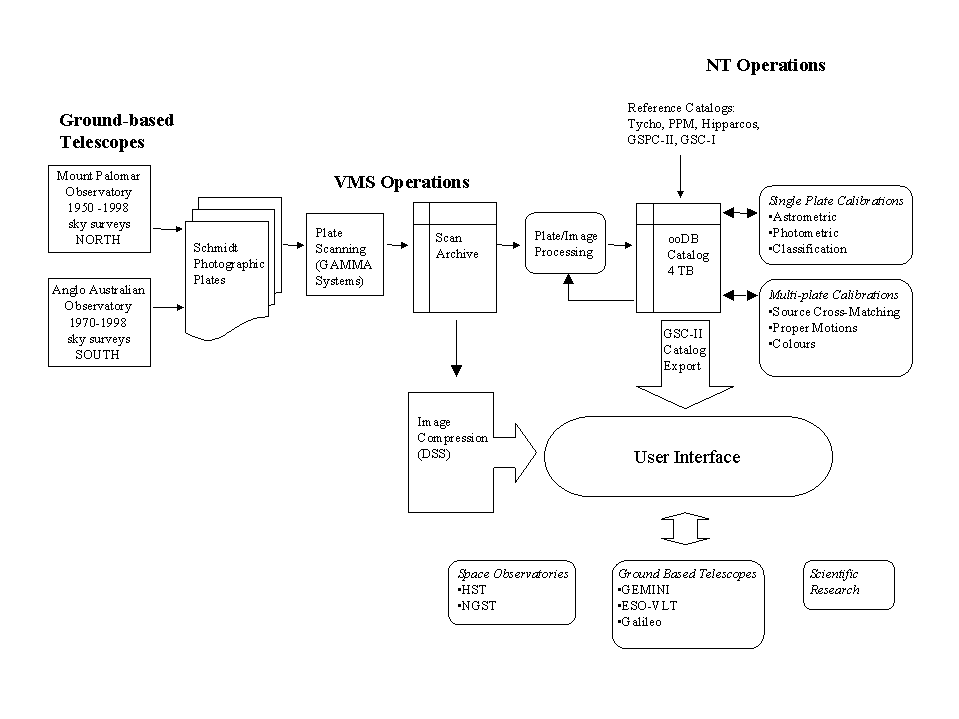 NT Operations
Reference Catalogs:
Tycho, PPM, Hipparcos,
GSPC-II, GSC-I
Ground-based
Telescopes
VMS Operations
Mount Palomar
Observatory
1950 -1998
sky surveys
NORTH
Anglo Australian
Observatory
1970-1998
sky surveys
SOUTH
Schmidt
Photographic
Plates
Plate
Scanning
(GAMMA
Systems)
Scan
Archive
Plate/Image
Processing
ooDB
Catalog
4 TB
Single Plate Calibrations
•Astrometric
•Photometric
•Classification
Multi-plate Calibrations
•Source Cross-Matching
•Proper Motions
•Colours
GSC-II
Catalog
Export
Image
Compression
(DSS)
User Interface
Space Observatories
•HST
•NGST
Ground Based Telescopes
•GEMINI
•ESO-VLT
•Galileo
Scientific
Research